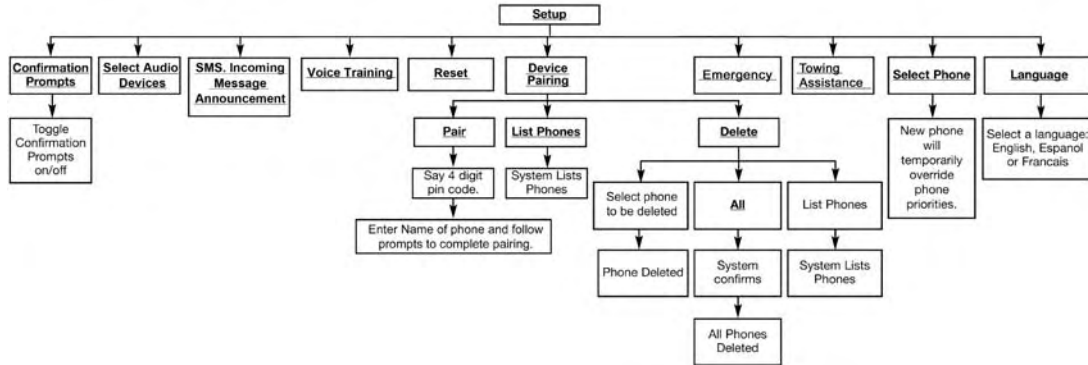 Setup
Confirmation
Prompts
Select Audio
Devices
SMS. Incoming
Message
Announcement
Voice Training
Reset
Device
Pairing
Emergency
Towing
Assistance
Select Phone
Language
Toggle
Confirmation
Prompts
on/off
Pair
List Phones
Delete
New phone
will
temporarily
override
phone
priorities.
Select a language:
English, Espanol
or Francais
Say 4 digit
pin code.
System Lists
Phones
Select phone
to be deleted
All
List Phones
Enter Name of phone and follow
prompts to complete pairing.
Phone Deleted
System
confirms
System Lists
Phones
All Phones
Deleted